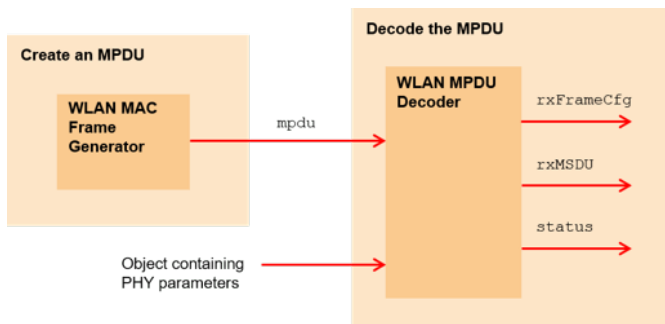 Create an MPDU
WLAN MAC
Frame
Generator
mpdu
Object containing
PHY parameters
Decode the MPDU
WLAN MPDU
Decoder
rxFrameCfg
rxMSDU
status